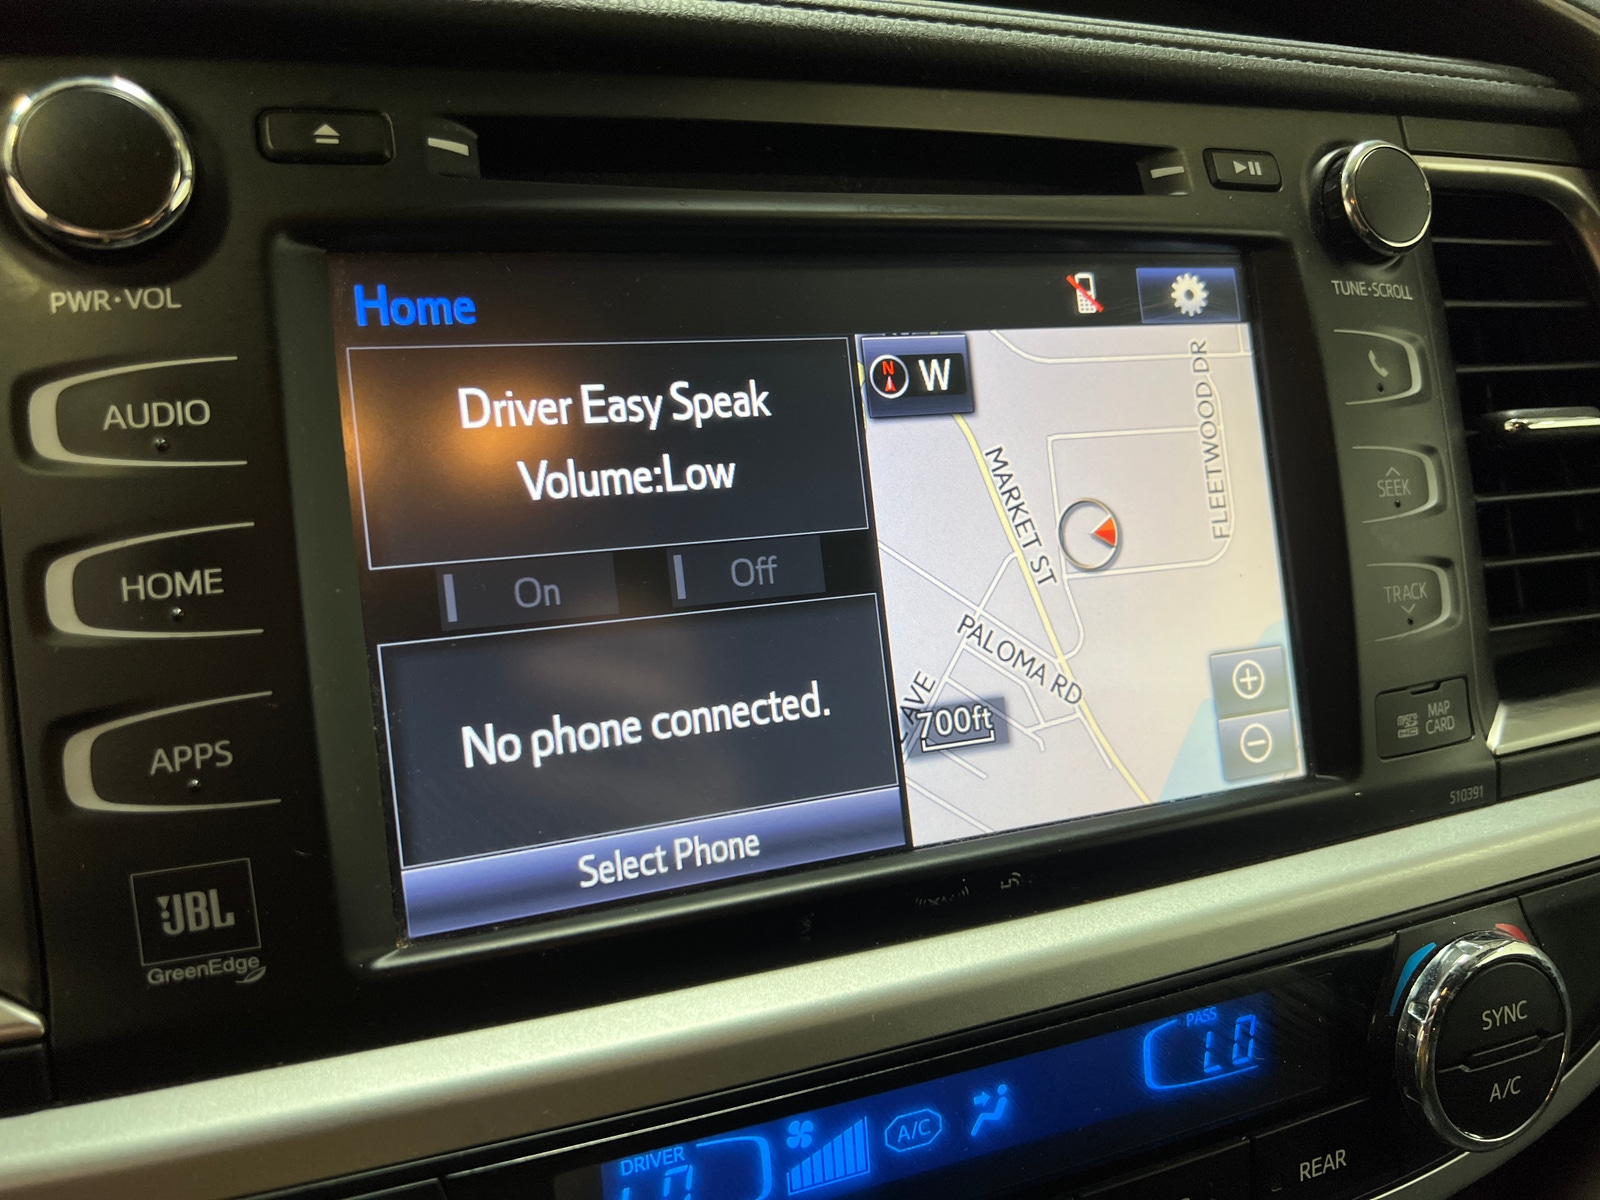 PWR·VOL
AUDIO
HOME
APPS
JBL
GreenEdge
Home
Driver Easy Speak
Volume:Low
On
Off
No phone connected.
Select Phone
N
W
MARKET ST
FLEETWOOD DR
PALOMA RD
AVE
700ft
TUNE·SCROLL
SEEK
TRACK
MAP
CARD
510391
DRIVER
LO
A/C
PASS
LO
SYNC
A/C
REAR